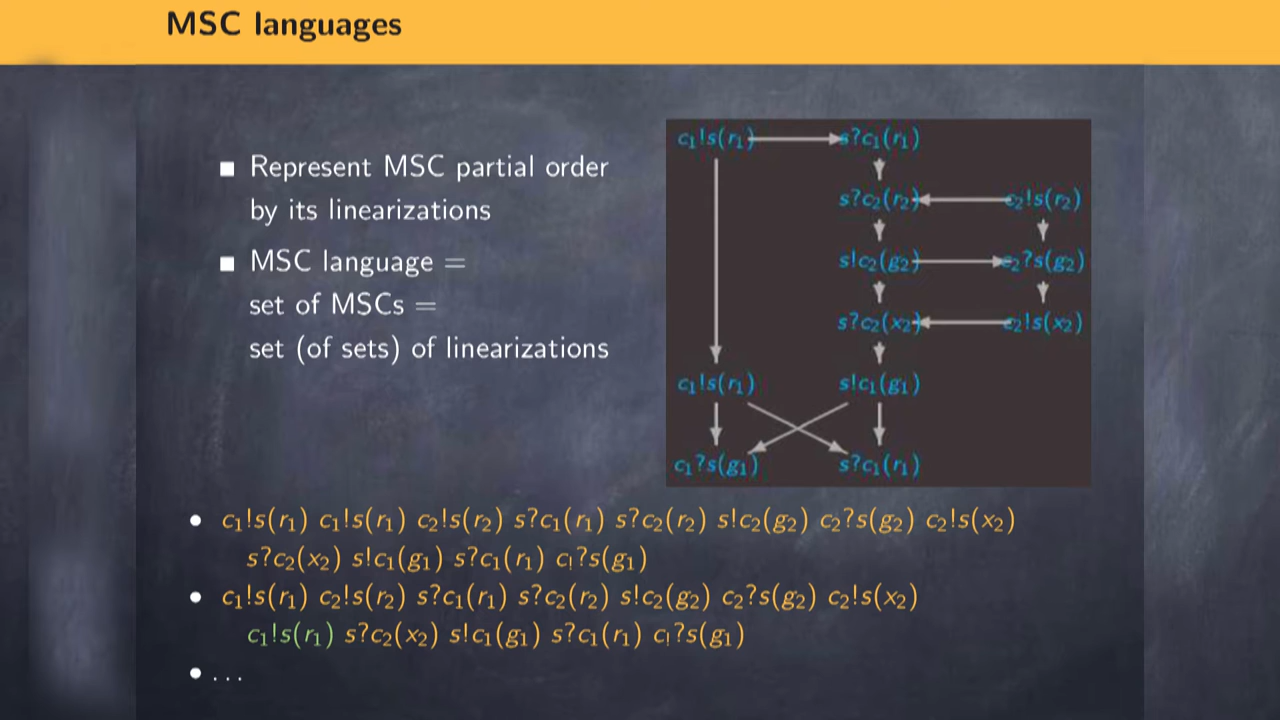 MSC languages
■ Represent MSC partial order
by its linearizations
■ MSC language =
set of MSCs =
set (of sets) of linearizations
c₁!s(r₁) s?c₁(r₁)
s?c₂(r₂) c₂!s(r₂)
s!c₂(g₂) c₂?s(g₂)
s?c₂(x₂) c₂!s(x₂)
c₁!s(r₁) s!c₁(g₁)
c₁?s(g₁) s?c₁(r₁)
• c₁!s(r₁) c₁!s(r₁) c₂!s(r₂) s?c₁(r₁) s?c₂(r₂) s!c₂(g₂) c₂?s(g₂) c₂!s(x₂)
s?c₂(x₂) s!c₁(g₁) s?c₁(r₁) c₁?s(g₁)
• c₁!s(r₁) c₂!s(r₂) s?c₁(r₁) s?c₂(r₂) s!c₂(g₂) c₂?s(g₂) c₂!s(x₂)
c₁!s(r₁) s?c₂(x₂) s!c₁(g₁) s?c₁(r₁) c₁?s(g₁)
• ...